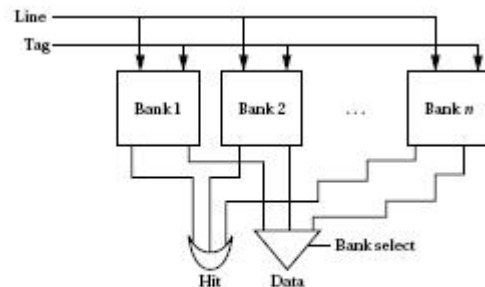 Line
Tag
Bank 1
Bank 2
...
Bank n
Bank select
Hit
Data